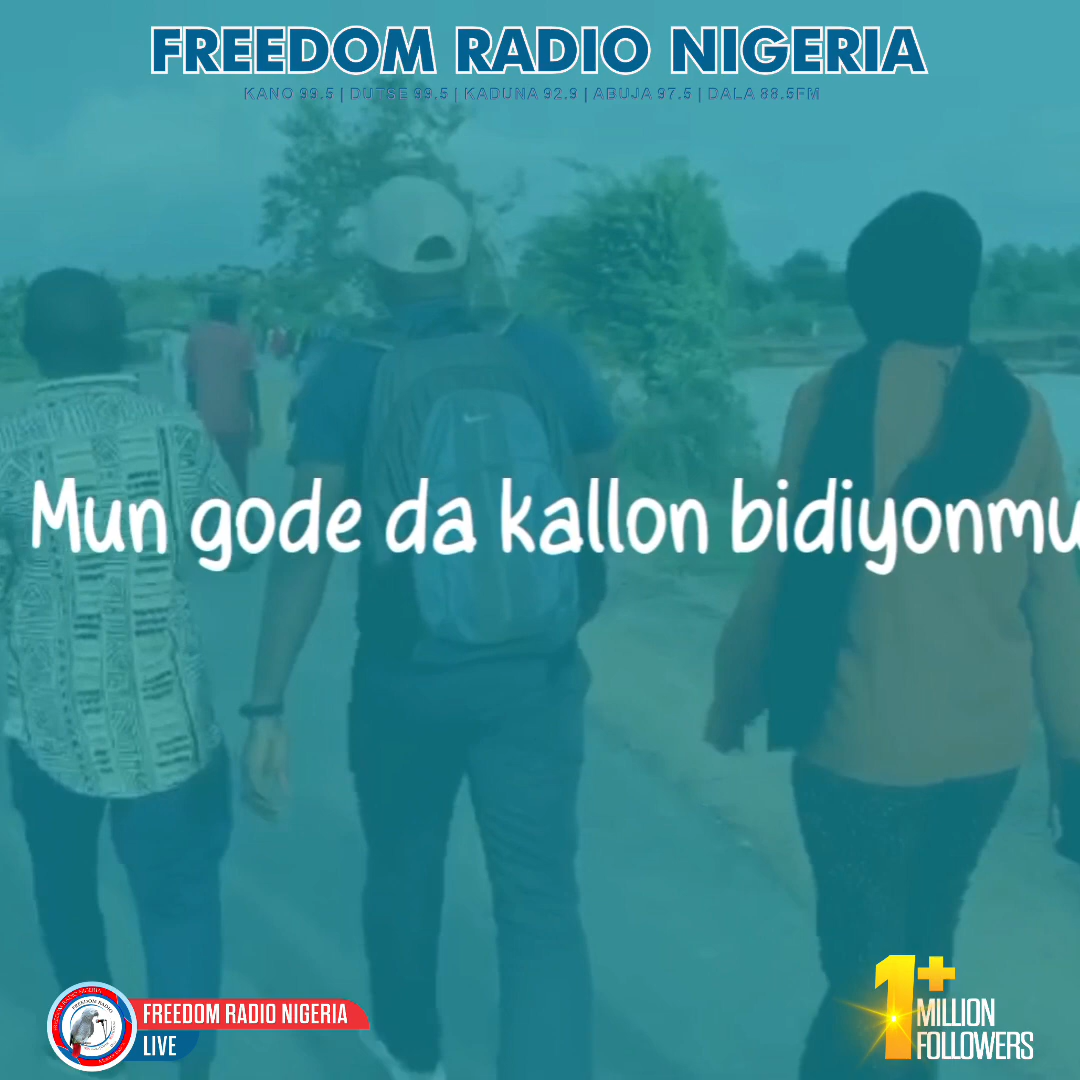 FREEDOM RADIO NIGERIA
KANO 99.5 | DUTSE 99.5 | KADUNA 92.9 | ABUJA 97.5 | DALA 88.5FM
Mun gode da kallon bidiyonmu
FREEDOM RADIO NIGERIA
LIVE
1+
MILLION
FOLLOWERS